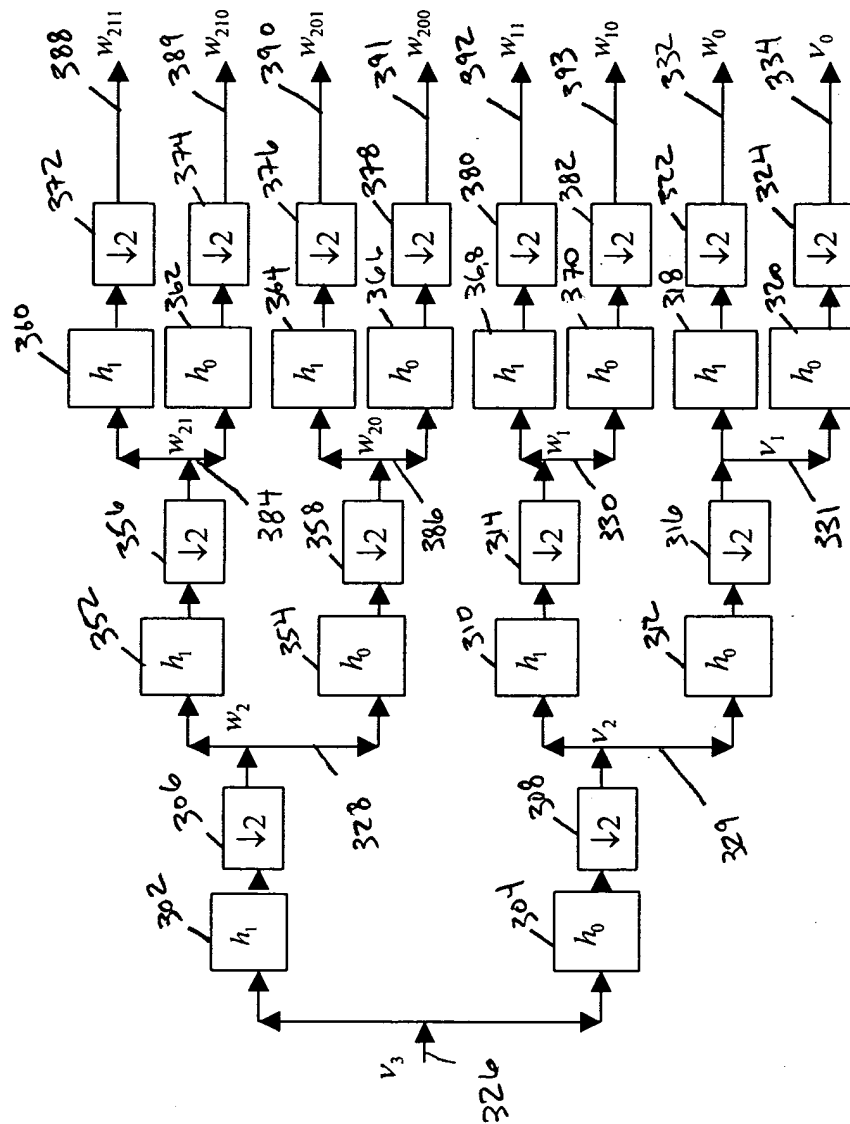 388
w211
372
↓2
360
h1
389
w210
374
↓2
362
h0
w21
384
356
↓2
352
h1
390
w201
376
↓2
364
h1
391
w200
378
↓2
366
h0
w20
386
358
↓2
354
h0
w2
328
306
↓2
302
h1
392
w11
380
↓2
368
h1
393
w10
382
↓2
370
h0
w1
330
314
↓2
310
h1
332
w0
322
↓2
318
h1
334
v0
324
↓2
320
h0
v1
331
316
↓2
312
h0
v2
329
308
↓2
304
h0
v3
326